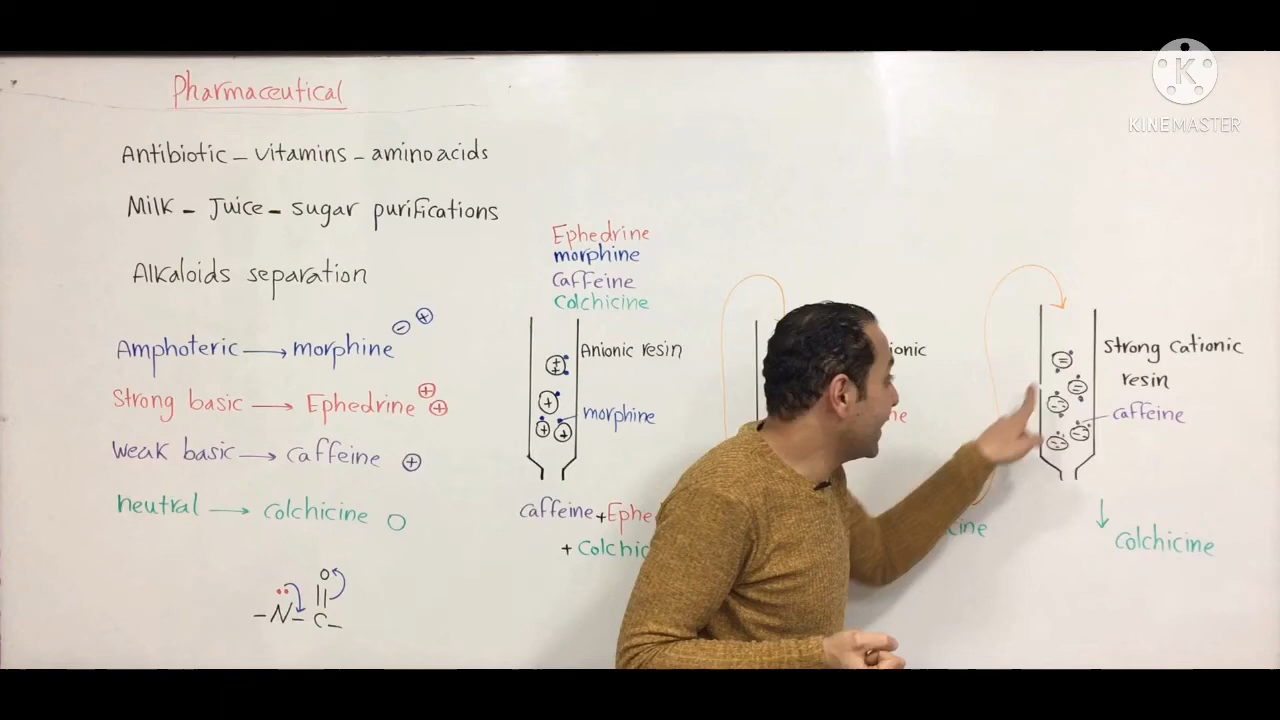 Pharmaceutical
Antibiotic - vitamins - amino acids
Milk - Juice - sugar purifications
Alkaloids separation
Amphoteric → morphine ⊖ ⊕
Strong basic → Ephedrine ⊕ ⊕
weak basic → caffeine ⊕
neutral → colchicine O
-N-C-
O
Ephedrine
morphine
caffeine
Colchicine
Anionic resin
morphine
caffeine + Ephe
+ Colchic
ionic
ne
cine
Strong cationic
resin
caffeine
↓ Colchicine
K
KINEMASTER